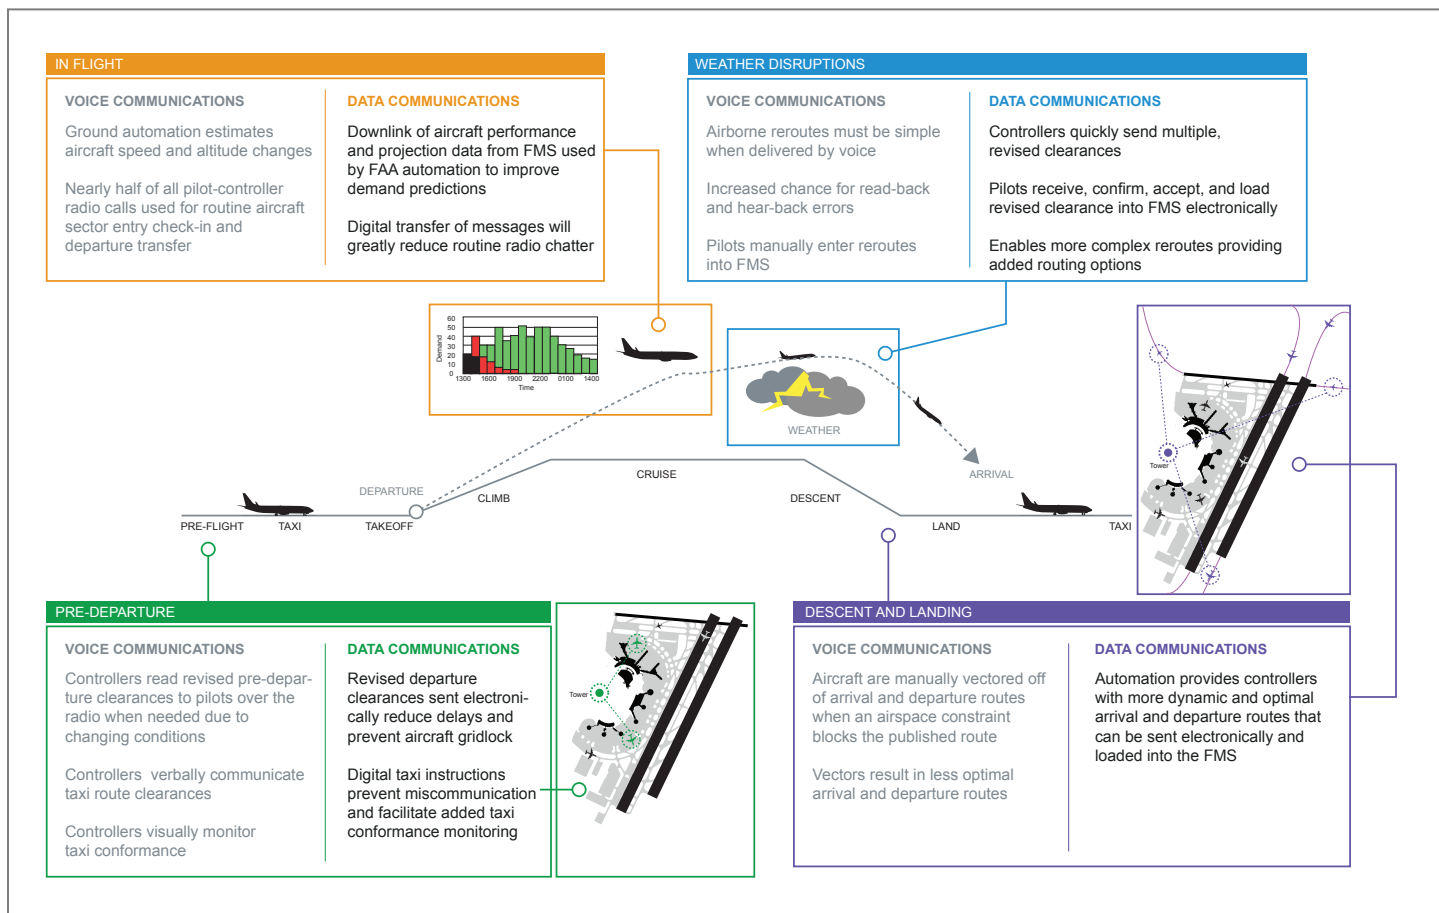 IN FLIGHT
VOICE COMMUNICATIONS
Ground automation estimates
aircraft speed and altitude changes
Nearly half of all pilot-controller
radio calls used for routine aircraft
sector entry check-in and
departure transfer
DATA COMMUNICATIONS
Downlink of aircraft performance
and projection data from FMS used
by FAA automation to improve
demand predictions
Digital transfer of messages will
greatly reduce routine radio chatter
WEATHER DISRUPTIONS
VOICE COMMUNICATIONS
Airborne reroutes must be simple
when delivered by voice
Increased chance for read-back
and hear-back errors
Pilots manually enter reroutes
into FMS
DATA COMMUNICATIONS
Controllers quickly send multiple,
revised clearances
Pilots receive, confirm, accept, and load
revised clearance into FMS electronically
Enables more complex reroutes providing
added routing options
Demand
60
50
40
30
20
10
0
1300 1600 1900 2200 0100 1400
Time
WEATHER
Tower
DEPARTURE
ARRIVAL
PRE-FLIGHT
TAXI
TAKEOFF
CLIMB
CRUISE
DESCENT
LAND
TAXI
PRE-DEPARTURE
VOICE COMMUNICATIONS
Controllers read revised pre-depar-
ture clearances to pilots over the
radio when needed due to
changing conditions
Controllers verbally communicate
taxi route clearances
Controllers visually monitor
taxi conformance
DATA COMMUNICATIONS
Revised departure
clearances sent electroni-
cally reduce delays and
prevent aircraft gridlock
Digital taxi instructions
prevent miscommunication
and facilitate added taxi
conformance monitoring
Tower
DESCENT AND LANDING
VOICE COMMUNICATIONS
Aircraft are manually vectored off
of arrival and departure routes
when an airspace constraint
blocks the published route
Vectors result in less optimal
arrival and departure routes
DATA COMMUNICATIONS
Automation provides controllers
with more dynamic and optimal
arrival and departure routes that
can be sent electronically and
loaded into the FMS